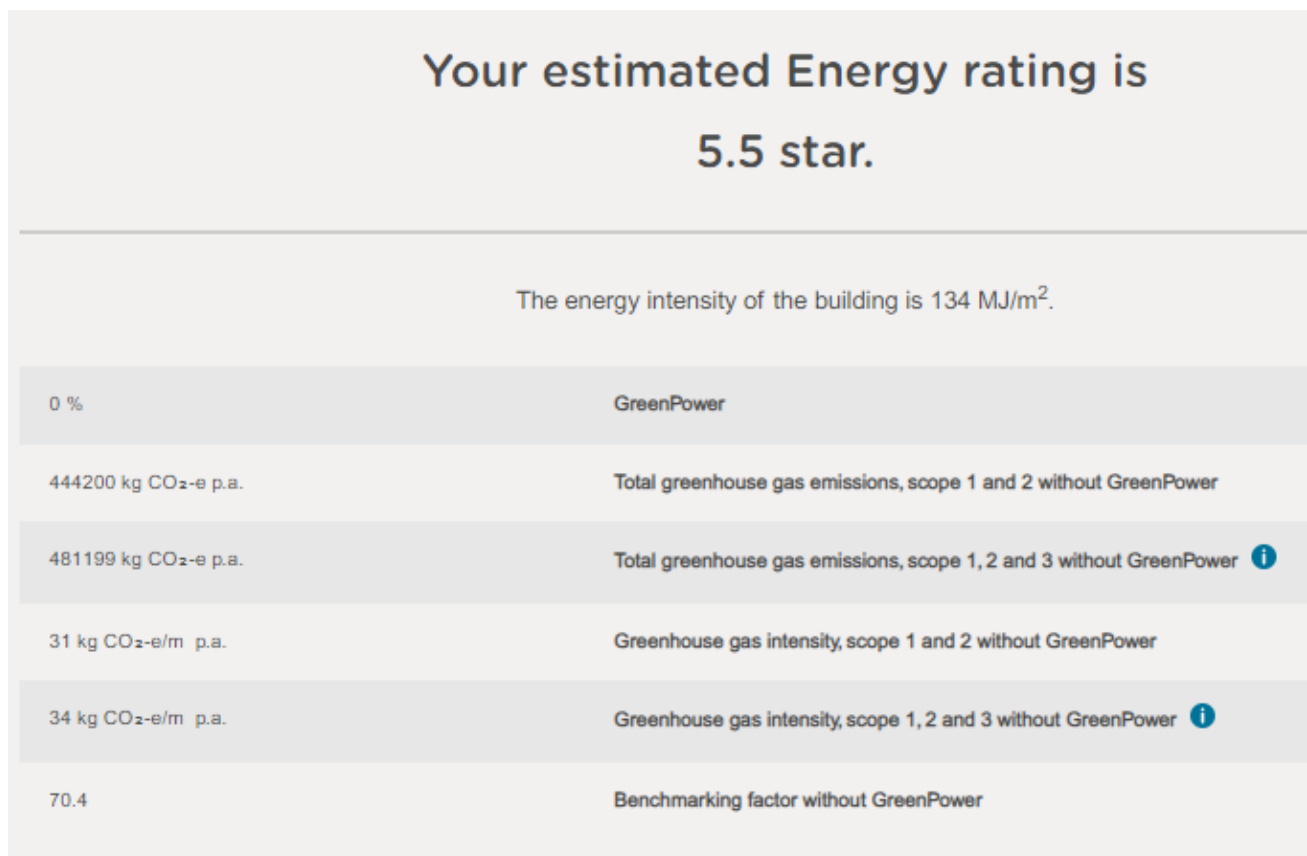 Your estimated Energy rating is
5.5 star.
The energy intensity of the building is 134 MJ/m².
0 % GreenPower
444200 kg CO₂-e p.a. Total greenhouse gas emissions, scope 1 and 2 without GreenPower
481199 kg CO₂-e p.a. Total greenhouse gas emissions, scope 1, 2 and 3 without GreenPower i
31 kg CO₂-e/m p.a. Greenhouse gas intensity, scope 1 and 2 without GreenPower
34 kg CO₂-e/m p.a. Greenhouse gas intensity, scope 1, 2 and 3 without GreenPower i
70.4 Benchmarking factor without GreenPower